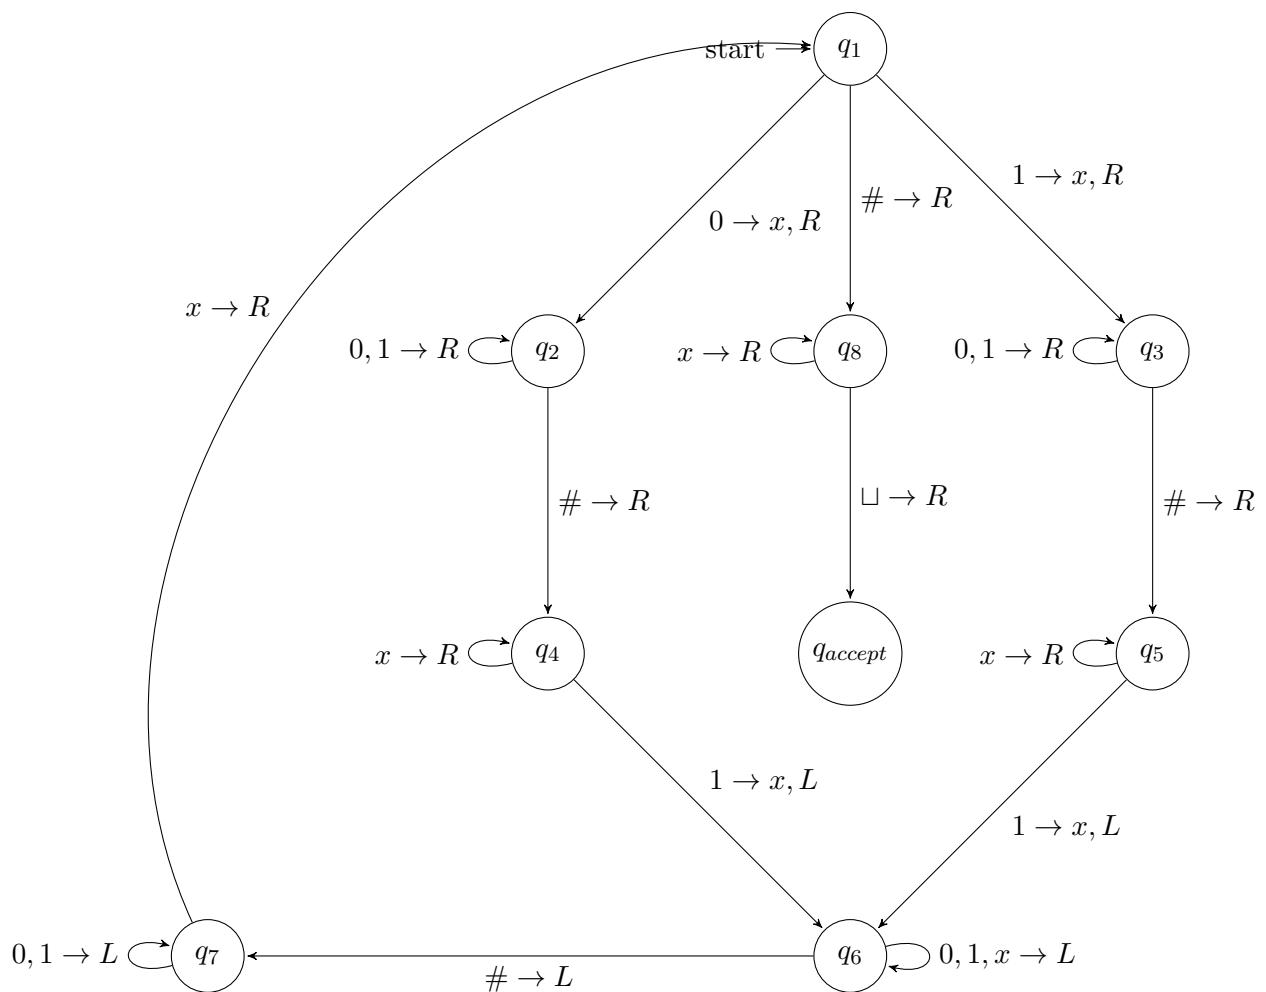 start
q1
1 → x, R
# → R
0 → x, R
x → R
0, 1 → R
q2
x → R
q8
0, 1 → R
q3
# → R
⊔ → R
# → R
x → R
q4
qaccept
x → R
q5
1 → x, L
1 → x, L
0, 1 → L
q7
# → L
q6
0, 1, x → L